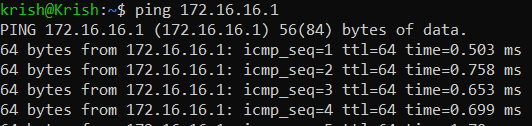 krish@Krish:~$ ping 172.16.16.1
PING 172.16.16.1 (172.16.16.1) 56(84) bytes of data.
64 bytes from 172.16.16.1: icmp_seq=1 ttl=64 time=0.503 ms
64 bytes from 172.16.16.1: icmp_seq=2 ttl=64 time=0.758 ms
64 bytes from 172.16.16.1: icmp_seq=3 ttl=64 time=0.653 ms
64 bytes from 172.16.16.1: icmp_seq=4 ttl=64 time=0.699 ms